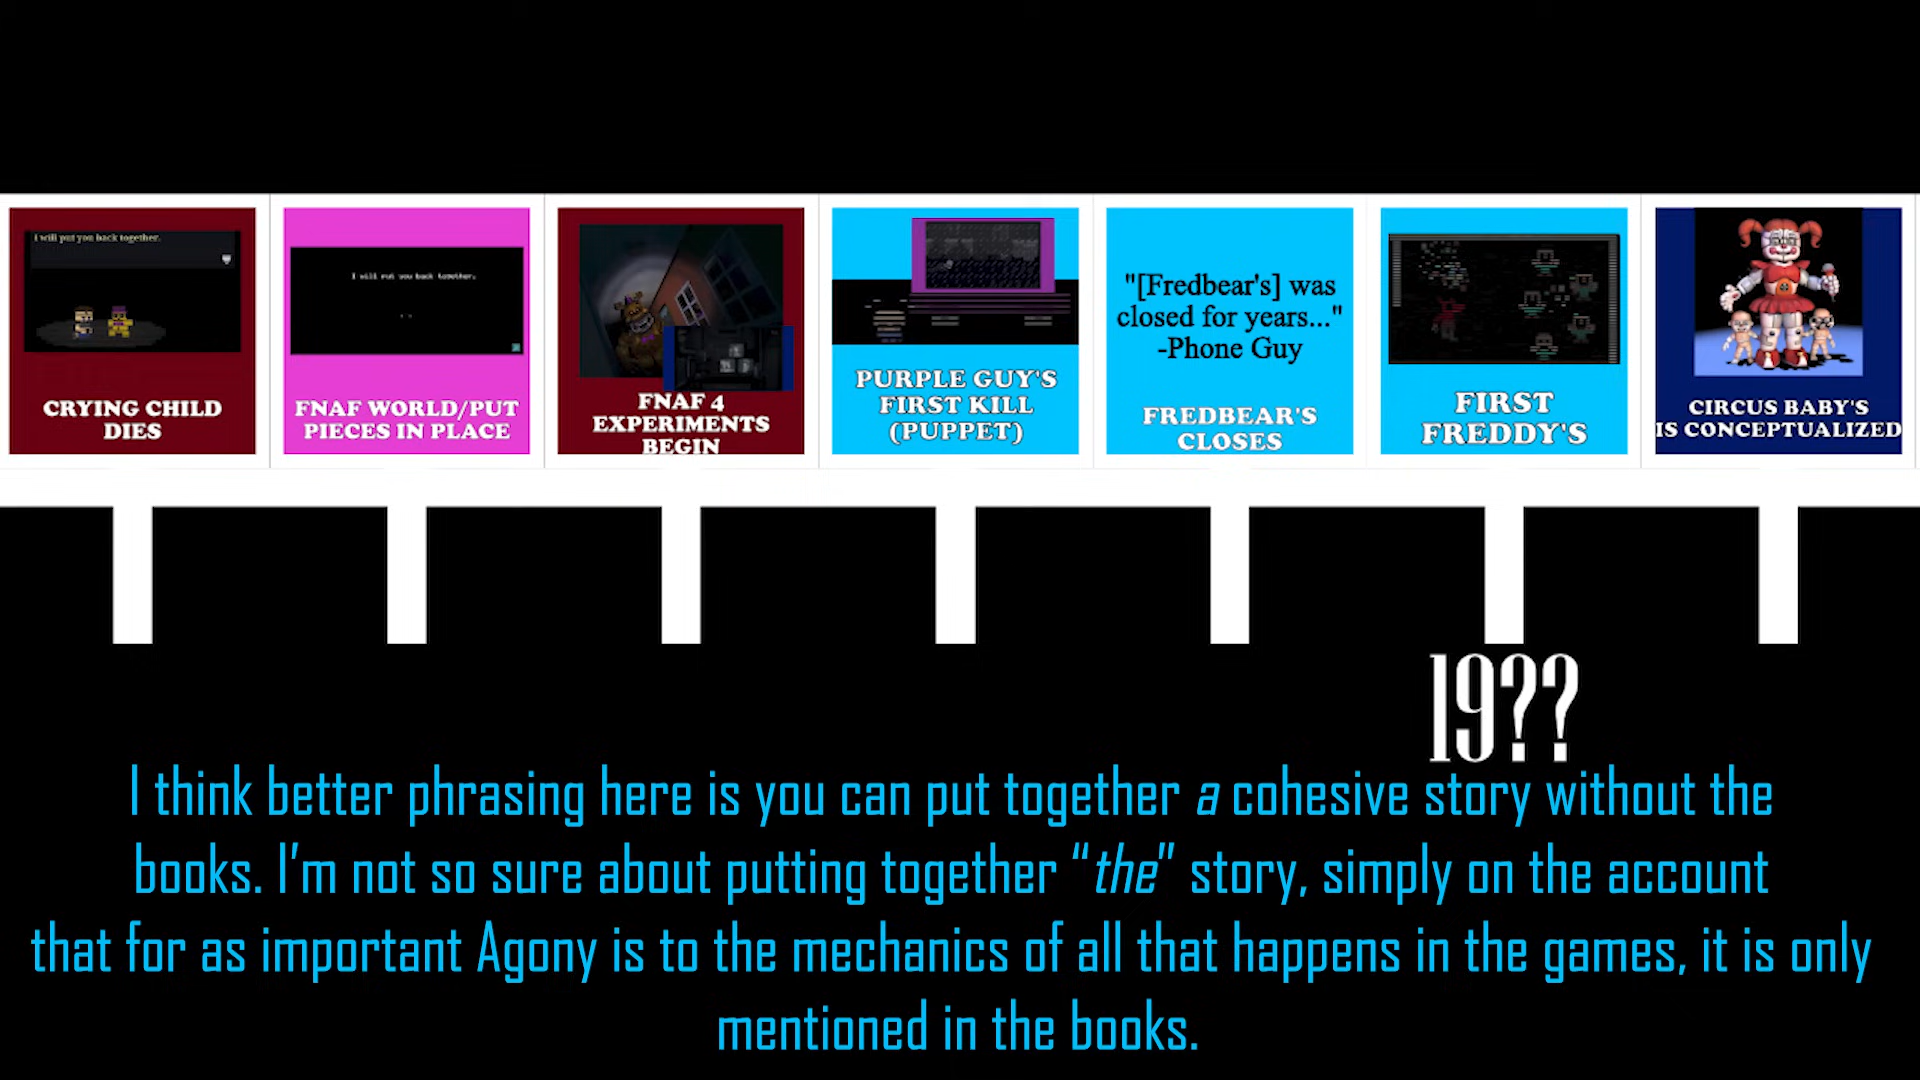 I will put you back together.
CRYING CHILD
DIES
I will put you back together.
FNAF WORLD/PUT
PIECES IN PLACE
FNAF 4
EXPERIMENTS
BEGIN
PURPLE GUY'S
FIRST KILL
(PUPPET)
"[Fredbear's] was
closed for years..."
-Phone Guy
FREDBEAR'S
CLOSES
FIRST
FREDDY'S
CIRCUS BABY'S
IS CONCEPTUALIZED
19??
I think better phrasing here is you can put together a cohesive story without the
books. I’m not so sure about putting together “the” story, simply on the account
that for as important Agony is to the mechanics of all that happens in the games, it is only
mentioned in the books.